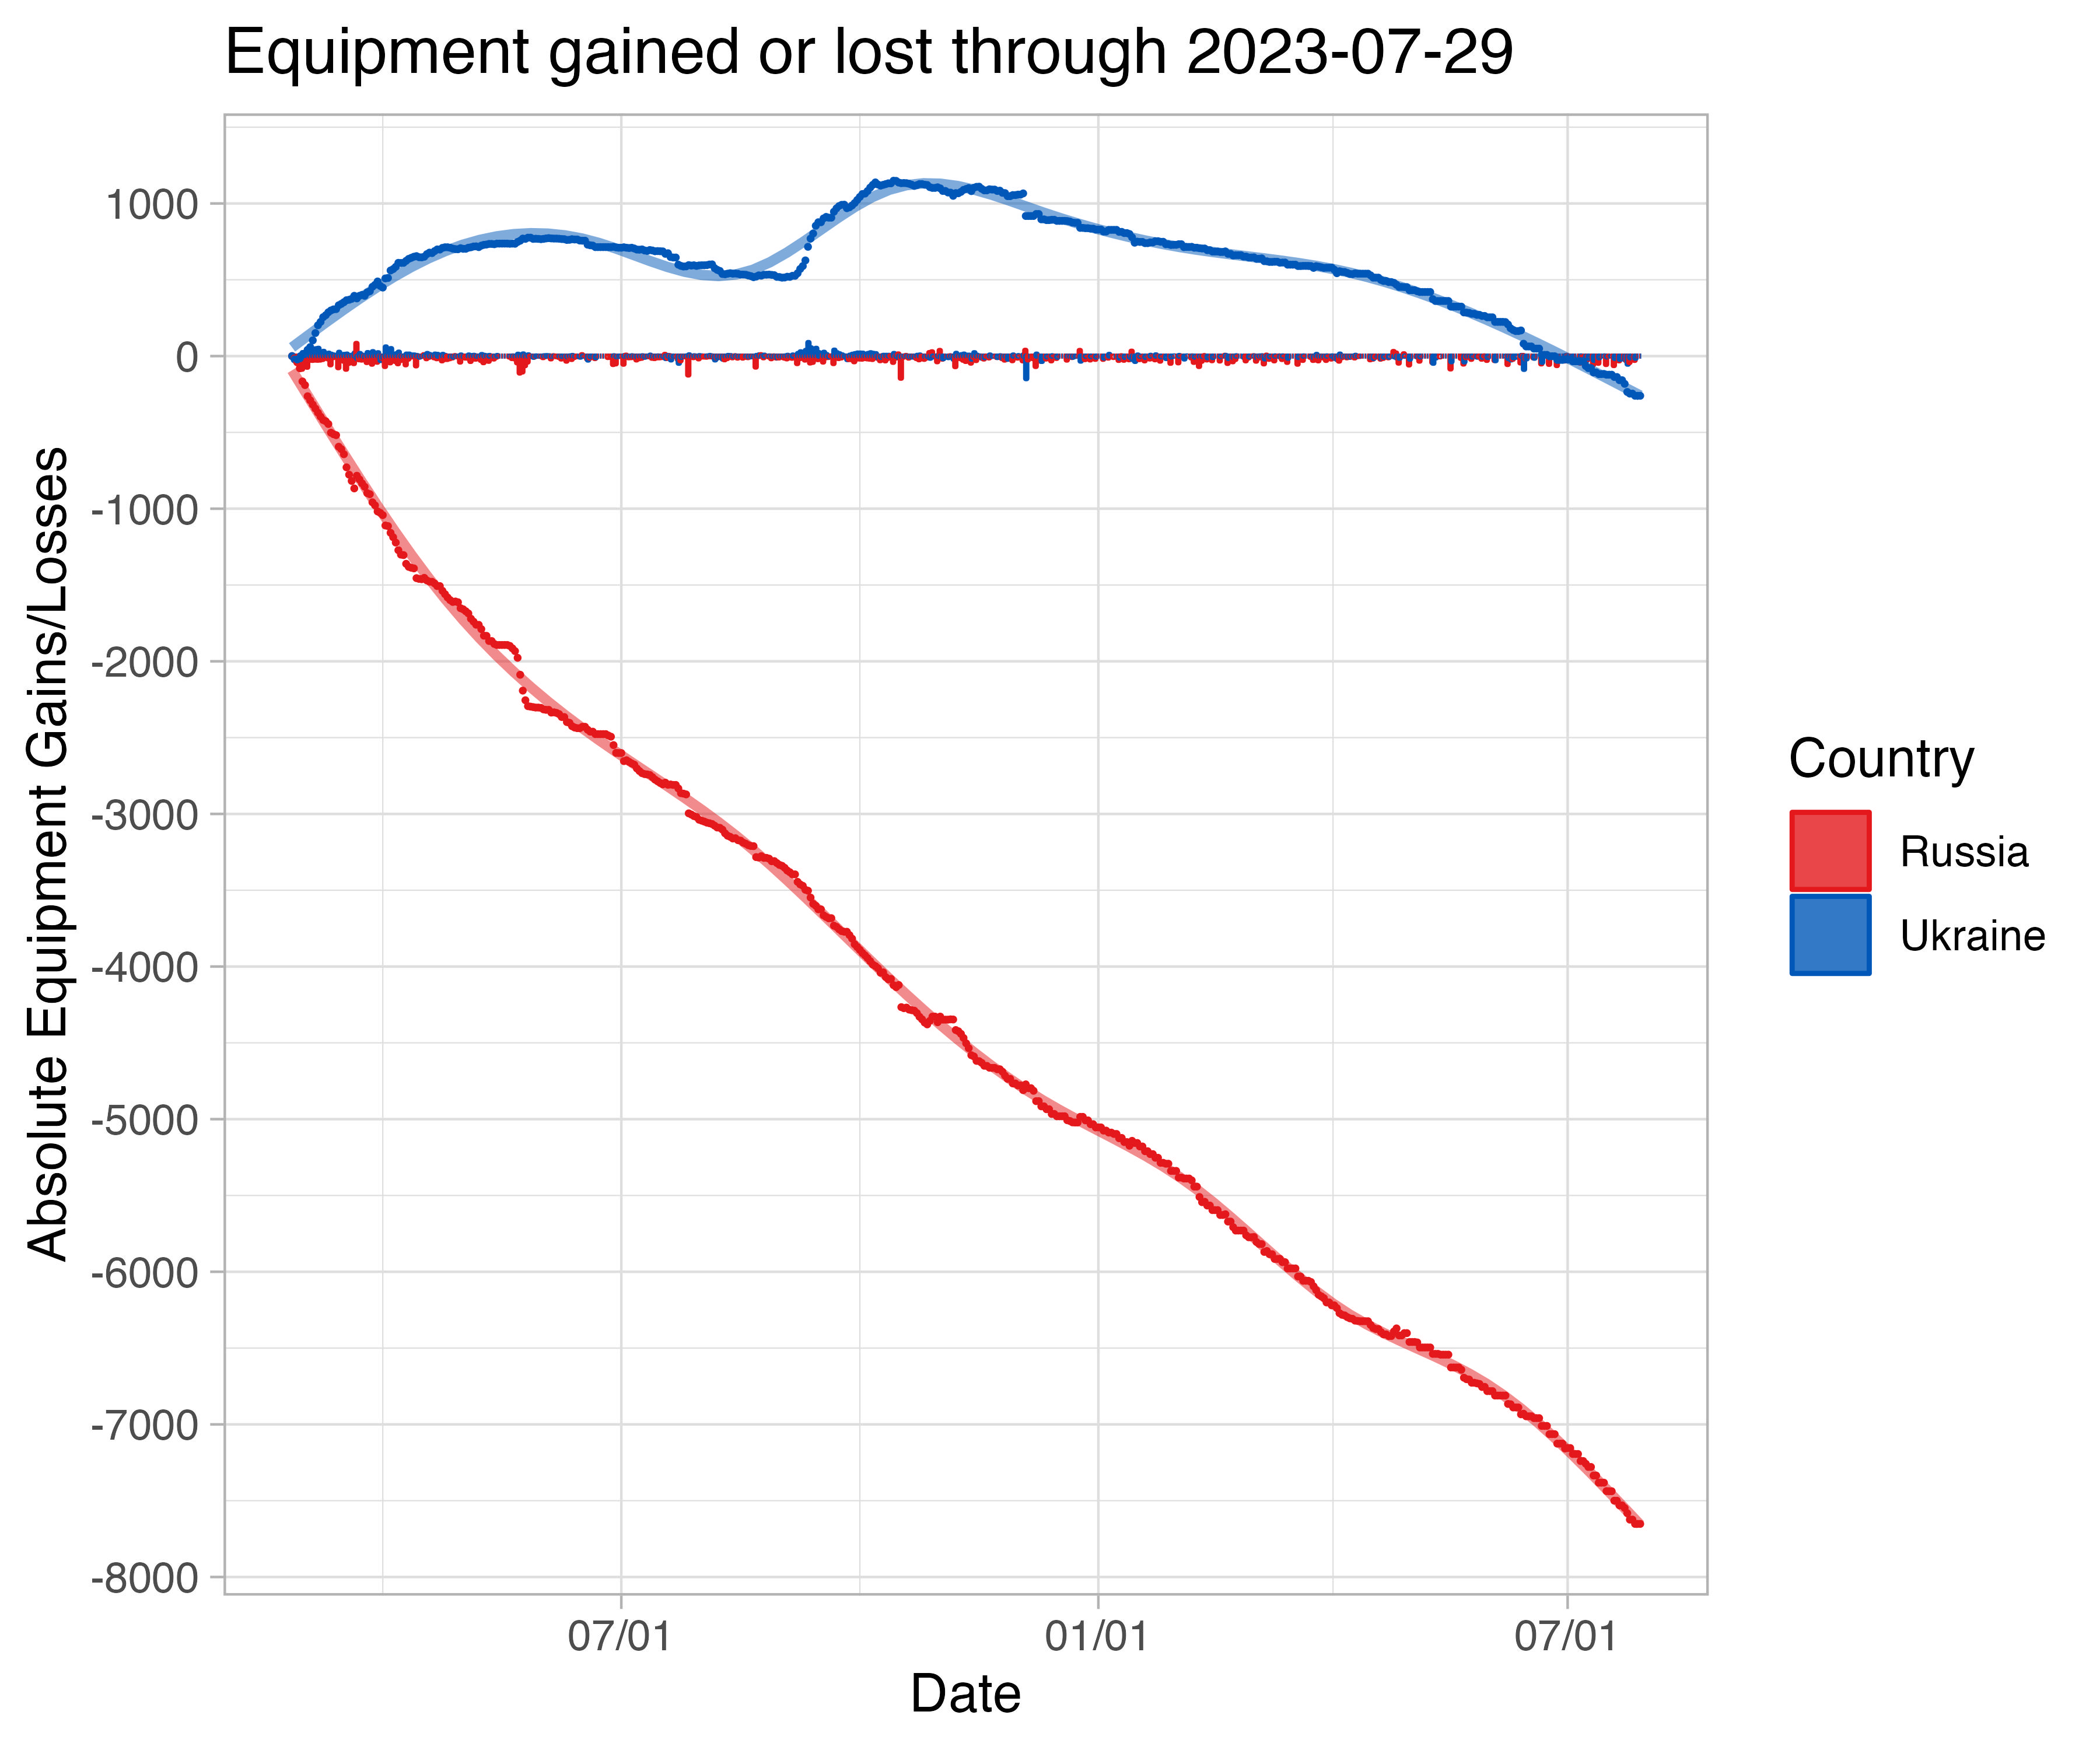 Equipment gained or lost through 2023-07-29
Absolute Equipment Gains/Losses
1000
0
-1000
-2000
-3000
-4000
-5000
-6000
-7000
-8000
07/01
01/01
07/01
Date
Country
Russia
Ukraine